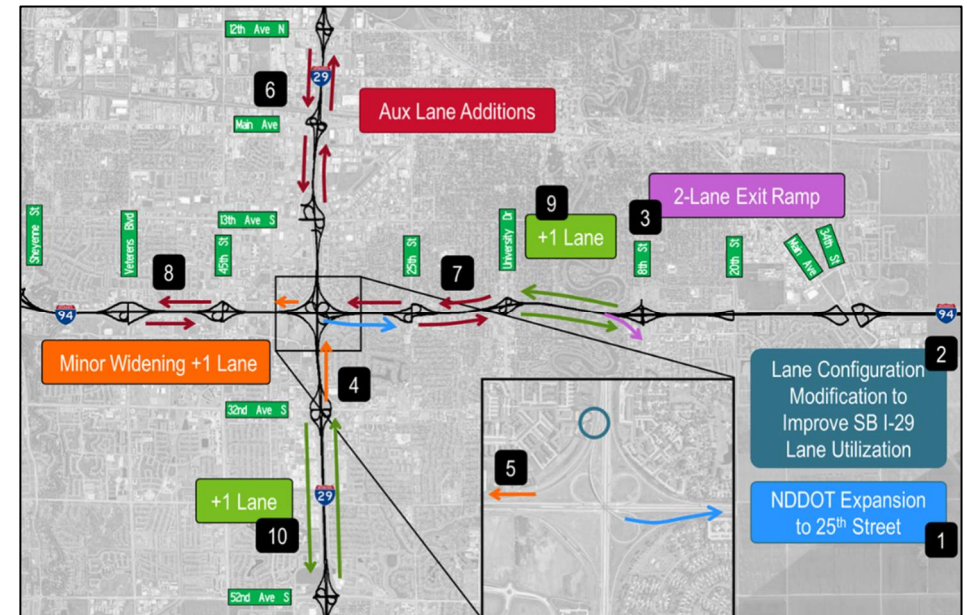 12th Ave N
29
6
Main Ave
Aux Lane Additions
2-Lane Exit Ramp
9
3
+1 Lane
13th Ave S
Sheyenne St
Veterens Blvd
45th St
25th St
University Dr
8th St
20th St
Main Ave
34th St
8
7
94
94
Minor Widening +1 Lane
4
2
Lane Configuration
Modification to
Improve SB I-29
Lane Utilization
32nd Ave S
5
+1 Lane
29
10
NDDOT Expansion
to 25th Street
1
52nd Ave S